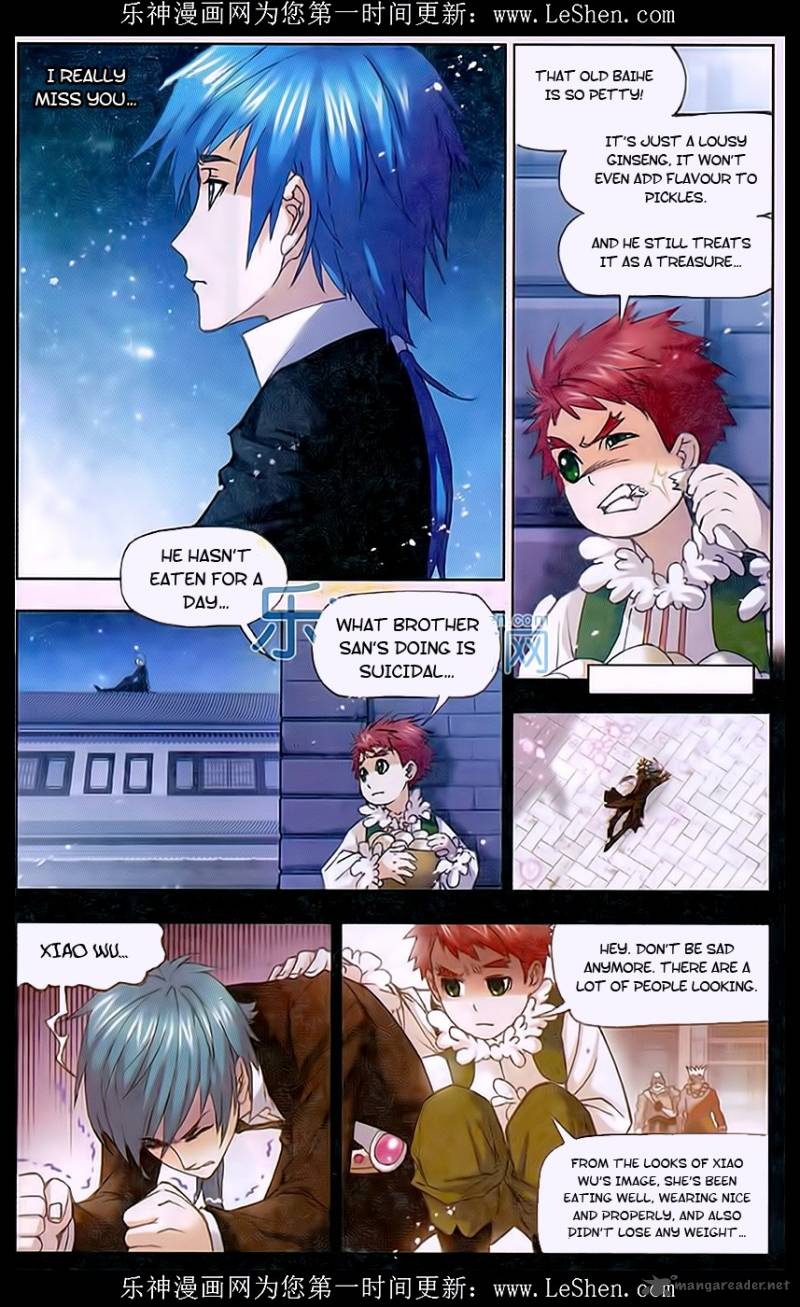 乐神漫画网为您第一时间更新：www.LeShen.com
I REALLY
MISS YOU...
THAT OLD BAIHE
IS SO PETTY!
IT'S JUST A LOUSY
GINSENG, IT WON'T
EVEN ADD FLAVOUR TO
PICKLES.
AND HE STILL TREATS
IT AS A TREASURE...
HE HASN'T
EATEN FOR A
DAY...
WHAT BROTHER
SAN'S DOING IS
SUICIDAL...
XIAO WU...
HEY. DON'T BE SAD
ANYMORE. THERE ARE A
LOT OF PEOPLE LOOKING.
FROM THE LOOKS OF XIAO
WU'S IMAGE, SHE'S BEEN
EATING WELL, WEARING NICE
AND PROPERLY, AND ALSO
DIDN'T LOSE ANY WEIGHT...
乐神漫画网为您第一时间更新：www.LeShen.com
mangareader.net